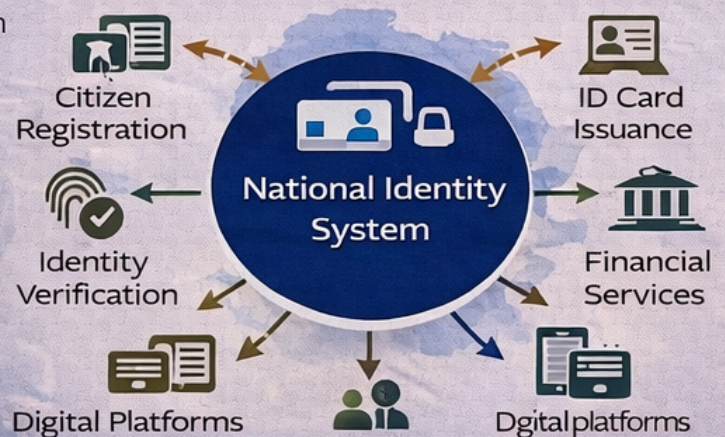 n
Citizen
Registration
ID Card
Issuance
National Identity
System
Identity
Verification
Financial
Services
Digital Platforms
Dgitalplatforms